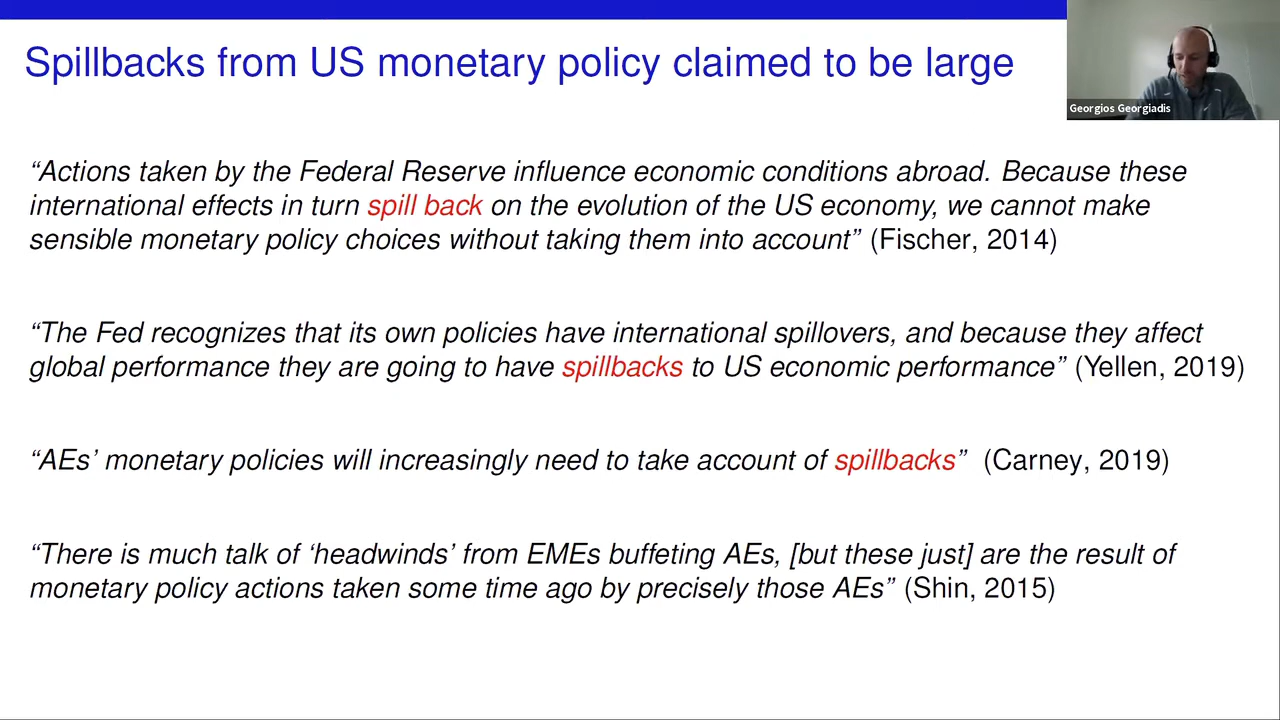 Spillbacks from US monetary policy claimed to be large
Georgios Georgiadis
“Actions taken by the Federal Reserve influence economic conditions abroad. Because these
international effects in turn spill back on the evolution of the US economy, we cannot make
sensible monetary policy choices without taking them into account” (Fischer, 2014)
“The Fed recognizes that its own policies have international spillovers, and because they affect
global performance they are going to have spillbacks to US economic performance” (Yellen, 2019)
“AEs’ monetary policies will increasingly need to take account of spillbacks” (Carney, 2019)
“There is much talk of ‘headwinds’ from EMEs buffeting AEs, [but these just] are the result of
monetary policy actions taken some time ago by precisely those AEs” (Shin, 2015)